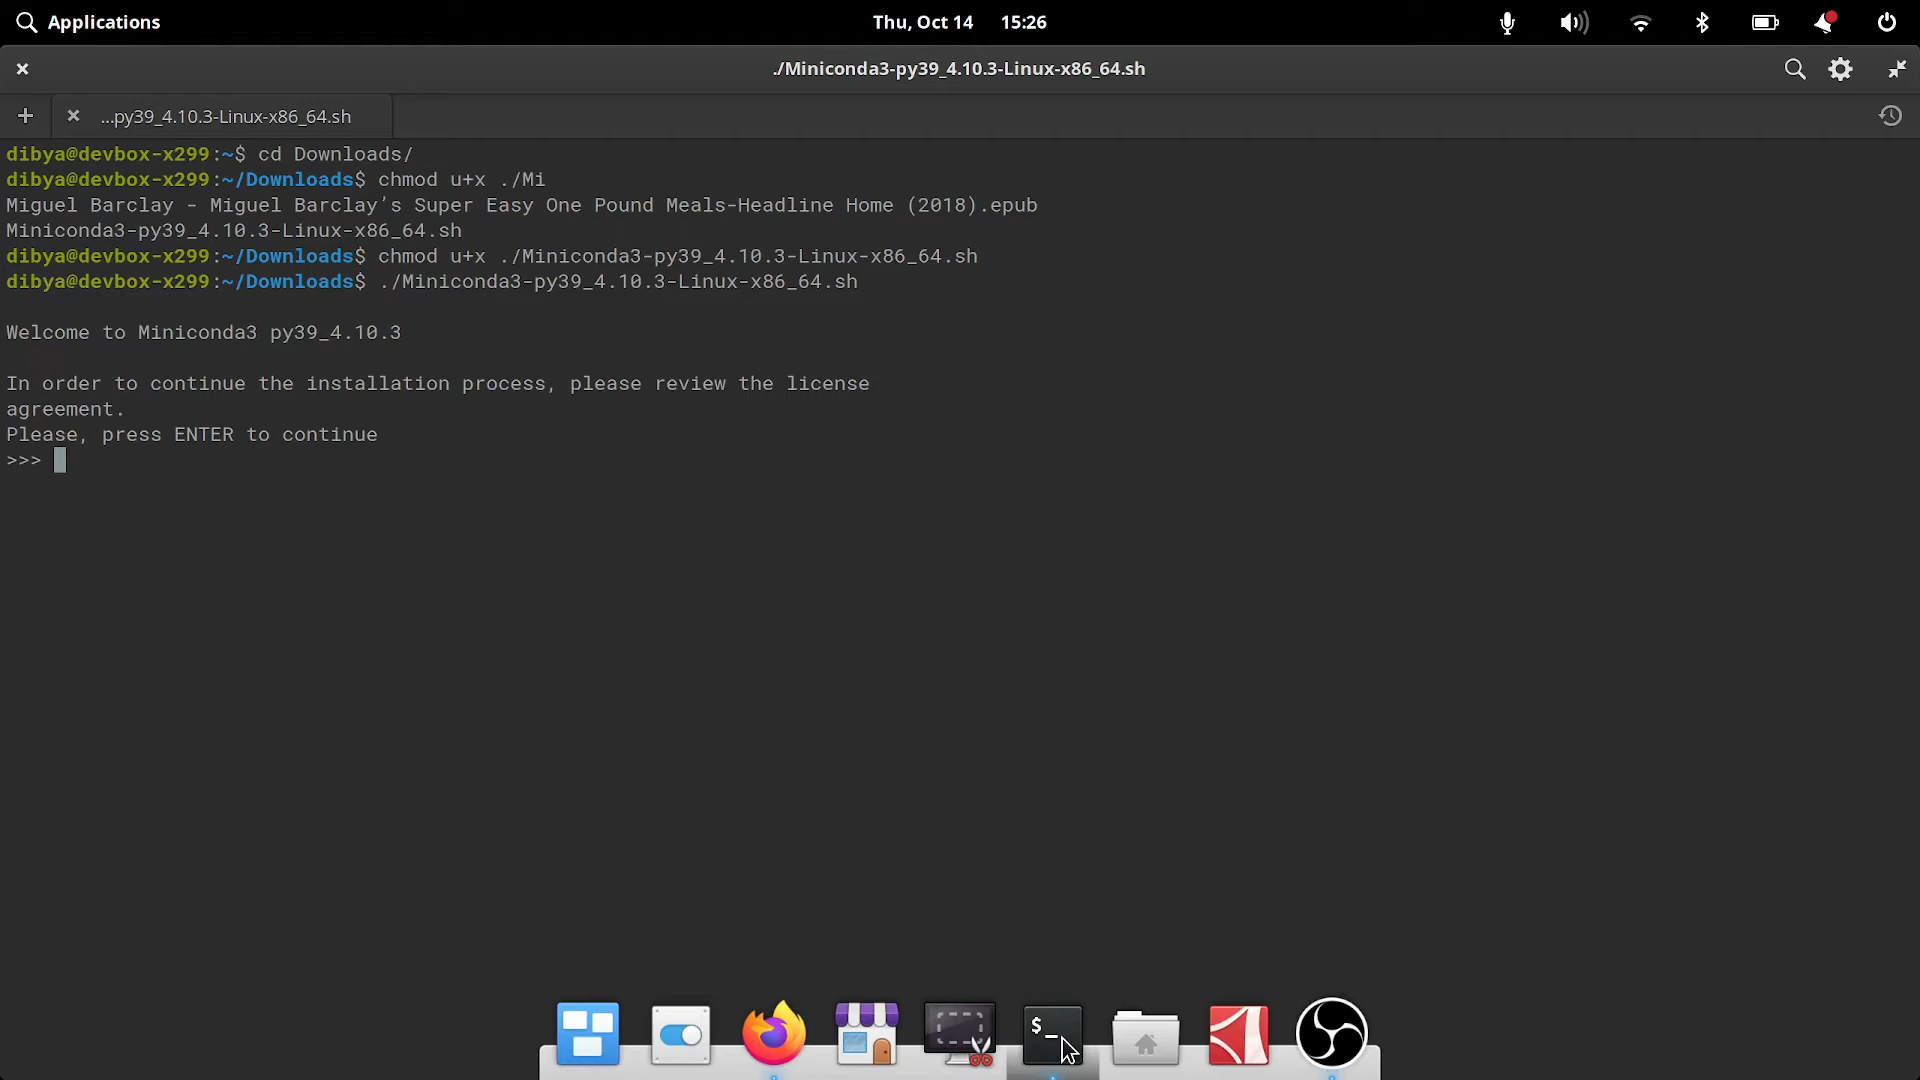 Applications
Thu, Oct 14 15:26
./Miniconda3-py39_4.10.3-Linux-x86_64.sh
...py39_4.10.3-Linux-x86_64.sh
dibya@devbox-x299:~$ cd Downloads/
dibya@devbox-x299:~/Downloads$ chmod u+x ./Mi
Miguel Barclay - Miguel Barclay’s Super Easy One Pound Meals-Headline Home (2018).epub
Miniconda3-py39_4.10.3-Linux-x86_64.sh
dibya@devbox-x299:~/Downloads$ chmod u+x ./Miniconda3-py39_4.10.3-Linux-x86_64.sh
dibya@devbox-x299:~/Downloads$ ./Miniconda3-py39_4.10.3-Linux-x86_64.sh
Welcome to Miniconda3 py39_4.10.3
In order to continue the installation process, please review the license
agreement.
Please, press ENTER to continue
>>>
$_